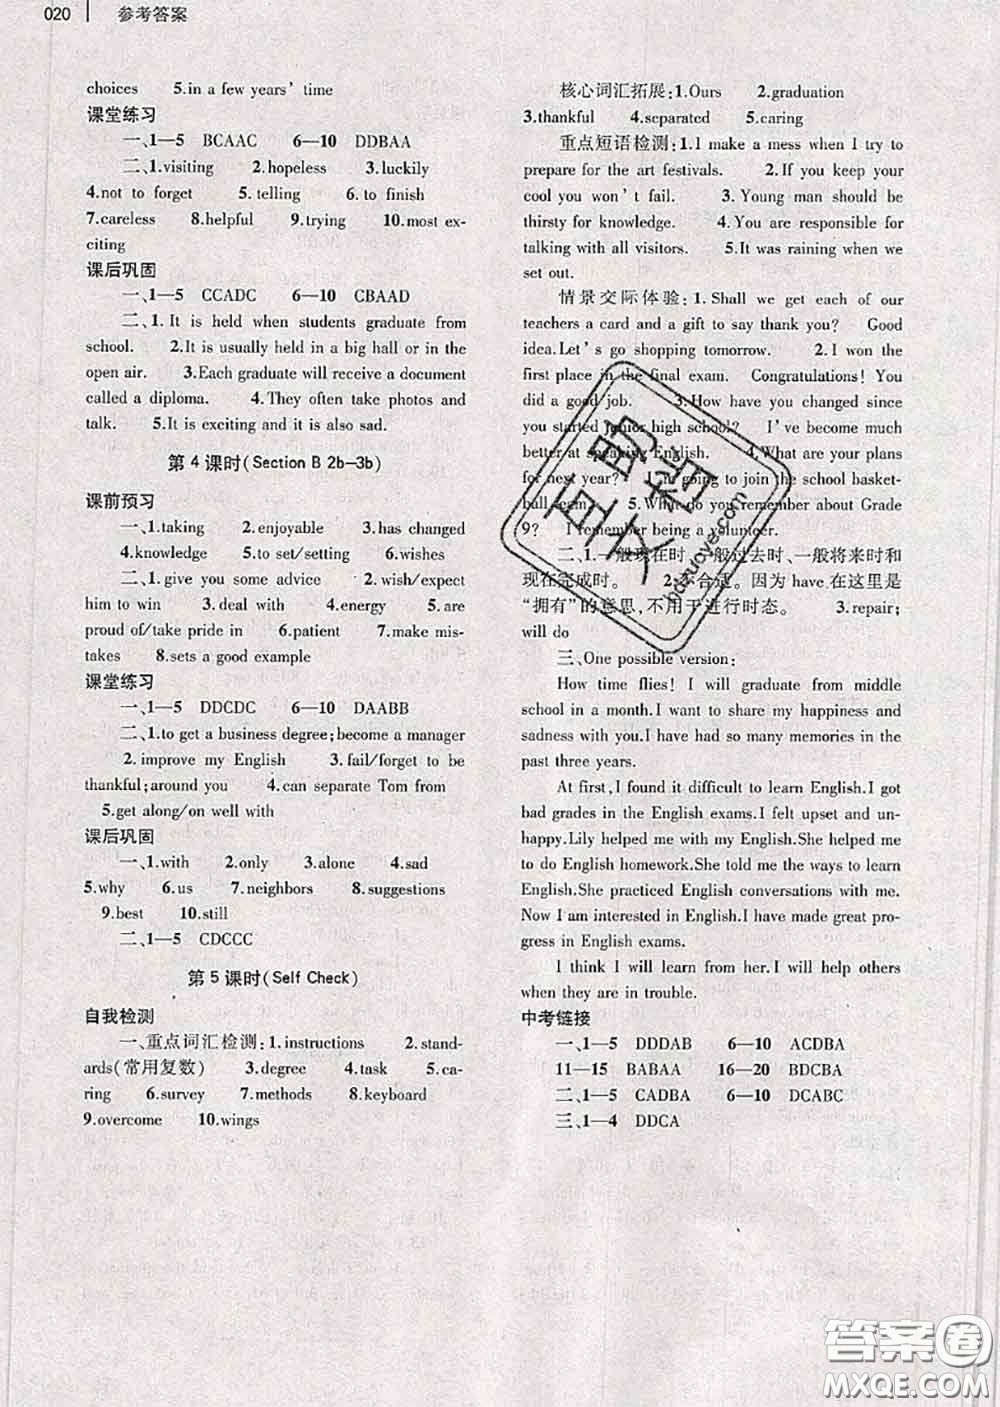 020 参考答案
choices 5.in a few years' time
课堂练习
一、1—5 BCAAC 6—10 DDBAA
二、1.visiting 2.hopeless 3.luckily
4.not to forget 5.telling 6.to finish
7.careless 8.helpful 9.trying 10.most ex-
citing
课后巩固
一、1—5 CCADC 6—10 CBAAD
二、1. It is held when students graduate from
school. 2.It is usually held in a big hall or in the
open air. 3.Each graduate will receive a document
called a diploma. 4.They often take photos and
talk. 5.It is exciting and it is also sad.
第 4 课时(Section B 2b—3b)
课前预习
一、1.taking 2.enjoyable 3.has changed
4.knowledge 5.to set/setting 6.wishes
二、1. give you some advice 2. wish/expect
him to win 3. deal with 4. energy 5. are
proud of/take pride in 6.patient 7.make mis-
takes 8.sets a good example
课堂练习
一、1—5 DDCDC 6—10 DAABB
二、1.to get a business degree;become a manager
2. improve my English 3. fail/forget to be
thankful;around you 4.can separate Tom from
5.get along/on well with
课后巩固
一、1.with 2.only 3.alone 4.sad
5.why 6.us 7.neighbors 8.suggestions
9.best 10.still
二、1—5 CDCCC
第 5 课时(Self Check)
自我检测
一、重点词汇检测:1. instructions 2. stand-
ards(常用复数) 3.degree 4.task 5.ca-
ring 6.survey 7.methods 8.keyboard
9.overcome 10.wings
核心词汇拓展:1.Ours 2.graduation
3.thankful 4.separated 5.caring
重点短语检测:1.I make a mess when I try to
prepare for the art festivals. 2.If you keep your
cool you won't fail. 3.Young man should be
thirsty for knowledge. 4.You are responsible for
talking with all visitors. 5.It was raining when we
set out.
情景交际体验:1. Shall we get each of our
teachers a card and a gift to say thank you? Good
idea.Let's go shopping tomorrow. 2.I won the
first place in the final exam. Congratulations! You
did a good job. 3.How have you changed since
you started junior high school? I've become much
better at speaking English. 4.What are your plans
for next year? I'm going to join the school basket-
ball team. 5.What do you remember about Grade
9? I remember being a volunteer.
二、1.一般现在时、一般过去时、一般将来时和
现在完成时。 2.不合适。因为 have 在这里是
“拥有”的意思,不用于进行时态。 3.repair;
will do
三、One possible version:
How time flies! I will graduate from middle
school in a month.I want to share my happiness and
sadness with you.I have had so many memories in the
past three years.
At first,I found it difficult to learn English.I got
bad grades in the English exams.I felt upset and un-
happy.Lily helped me with my English.She helped me
to do English homework.She told me the ways to learn
English.She practiced English conversations with me.
Now I am interested in English.I have made great pro-
gress in English exams.
I think I will learn from her.I will help others
when they are in trouble.
中考链接
一、1—5 DDDAB 6—10 ACDBA
11—15 BABAA 16—20 BDCBA
二、1—5 CADBA 6—10 DCABC
三、1—4 DDCA
互助文智
huzuoye.com
答案圈
MXQE.COM